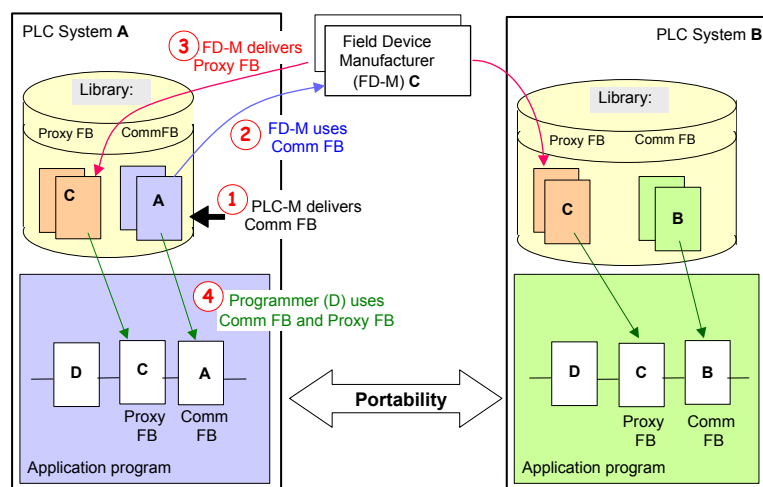 PLC System A
3
FD-M delivers
Proxy FB
Field Device
Manufacturer
(FD-M) C
PLC System B
Library:
Proxy FB
CommFB
2
FD-M uses
Comm FB
C
A
1
PLC-M delivers
Comm FB
Library:
Proxy FB
Comm FB
C
B
4
Programmer (D) uses
Comm FB and Proxy FB
D
C
A
Proxy
FB
Comm
FB
Application program
Portability
D
C
B
Proxy
FB
Comm
FB
Application program